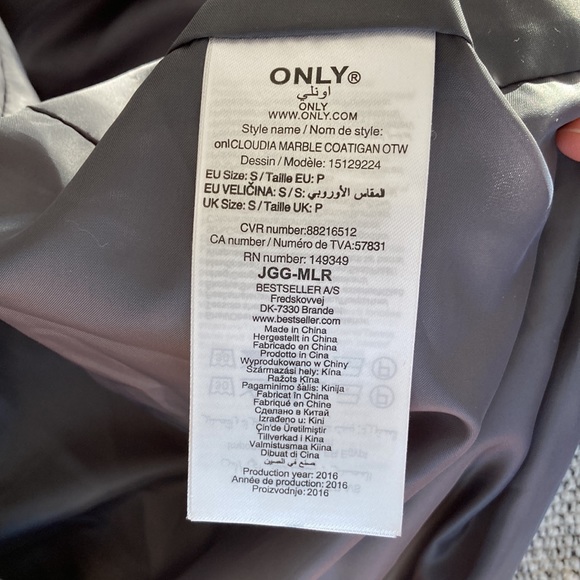 ONLY®
اونلي
ONLY
WWW.ONLY.COM
Style name / Nom de style:
onlCLOUDIA MARBLE COATIGAN OTW
Dessin / Modèle: 15129224
EU Size: S / Taille EU: P
EU VELIČINA: S / S: المقاس الأوروبي
UK Size: S / Taille UK: P
CVR number:88216512
CA number / Numéro de TVA:57831
RN number: 149349
JGG-MLR
BESTSELLER A/S
Fredskovvej
DK-7330 Brande
www.bestseller.com
Made in China
Hergestellt in China
Fabricado en China
Prodotto in Cina
Wyprodukowano w Chiny
Származási hely: Kína
Ražots Ķīna
Pagaminimo šalis: Kinija
Fabricat în China
Fabriqué en Chine
Сделано в Китай
Izrađeno u: Kini
Çin'de Üretilmiştir
Tillverkad i Kina
Valmistusmaa Kiina
Dibuat di Cina
صنع في الصين
Production year: 2016
Année de production: 2016
Proizvodnje: 2016